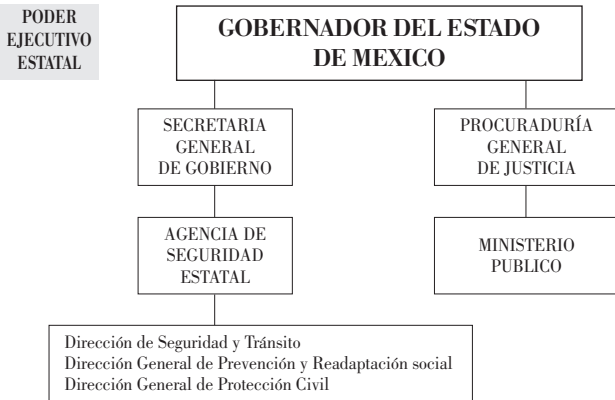 PODER
EJECUTIVO
ESTATAL
GOBERNADOR DEL ESTADO
DE MEXICO
SECRETARIA
GENERAL
DE GOBIERNO
PROCURADURÍA
GENERAL
DE JUSTICIA
AGENCIA DE
SEGURIDAD
ESTATAL
MINISTERIO
PUBLICO
Dirección de Seguridad y Tránsito
Dirección General de Prevención y Readaptación social
Dirección General de Protección Civil